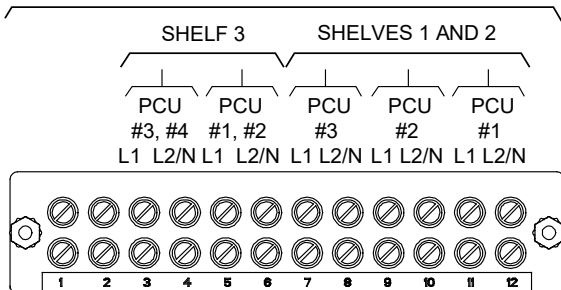 SHELF 3 SHELVES 1 AND 2
PCU PCU PCU PCU PCU
#3, #4 #1, #2 #3 #2 #1
L1 L2/N L1 L2/N L1 L2/N L1 L2/N L1 L2/N
1 2 3 4 5 6 7 8 9 10 11 12